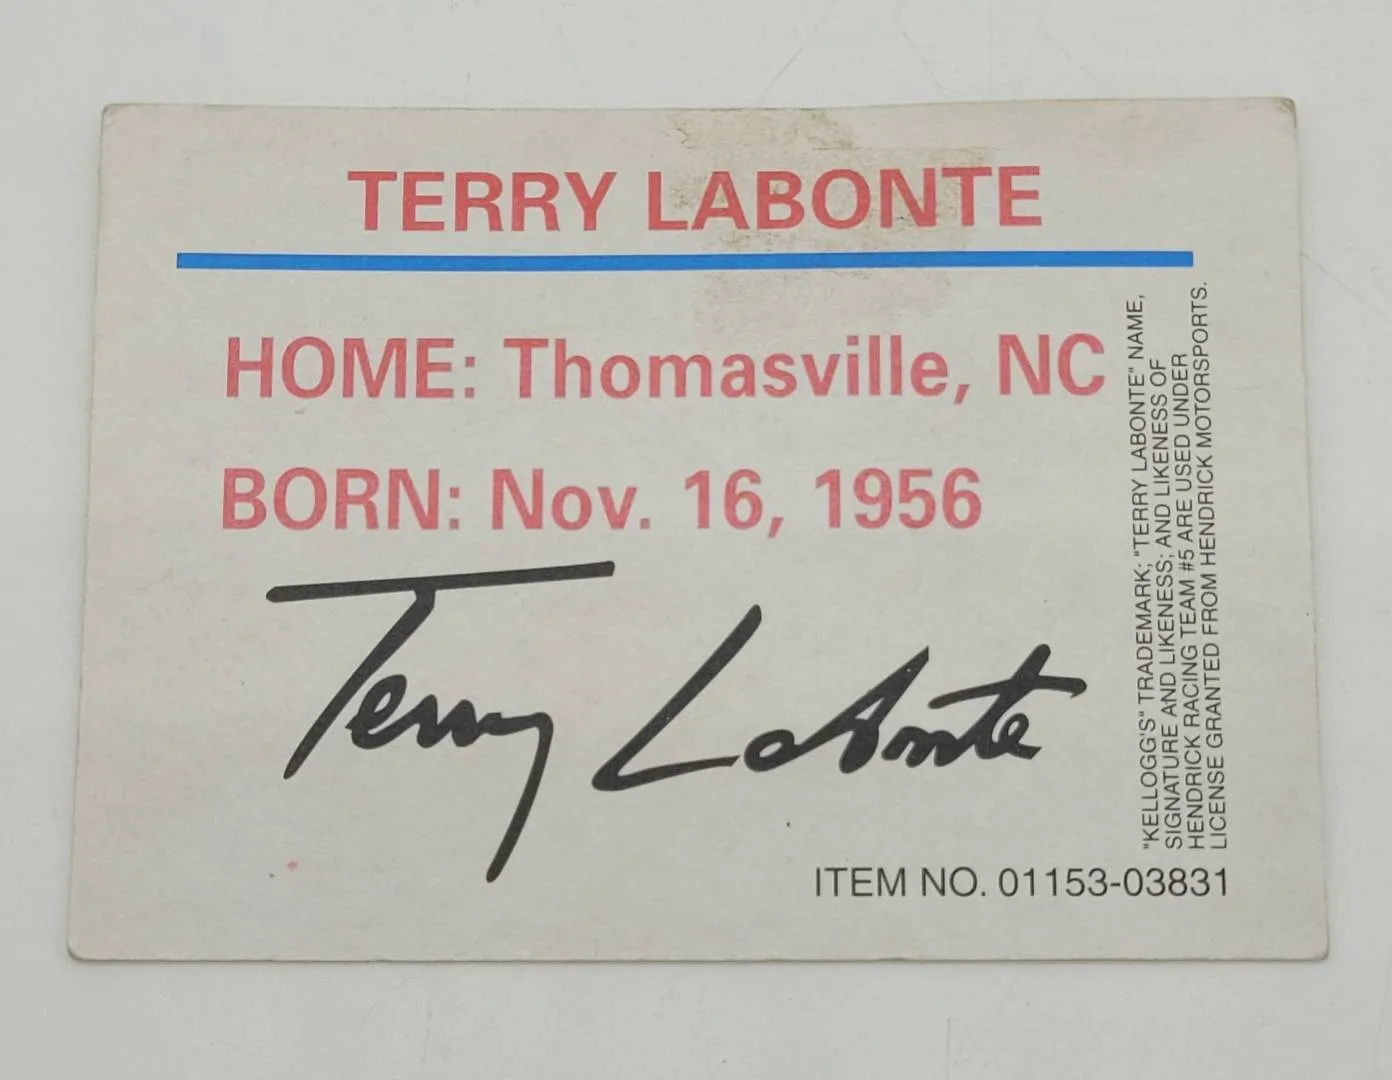 TERRY LABONTE
HOME: Thomasville, NC
BORN: Nov. 16, 1956
Terry Labonte
"KELLOGG'S" TRADEMARK; "TERRY LABONTE" NAME,
SIGNATURE AND LIKENESS; AND LIKENESS OF
HENDRICK RACING TEAM #5 ARE USED UNDER
LICENSE GRANTED FROM HENDRICK MOTORSPORTS.
ITEM NO. 01153-03831